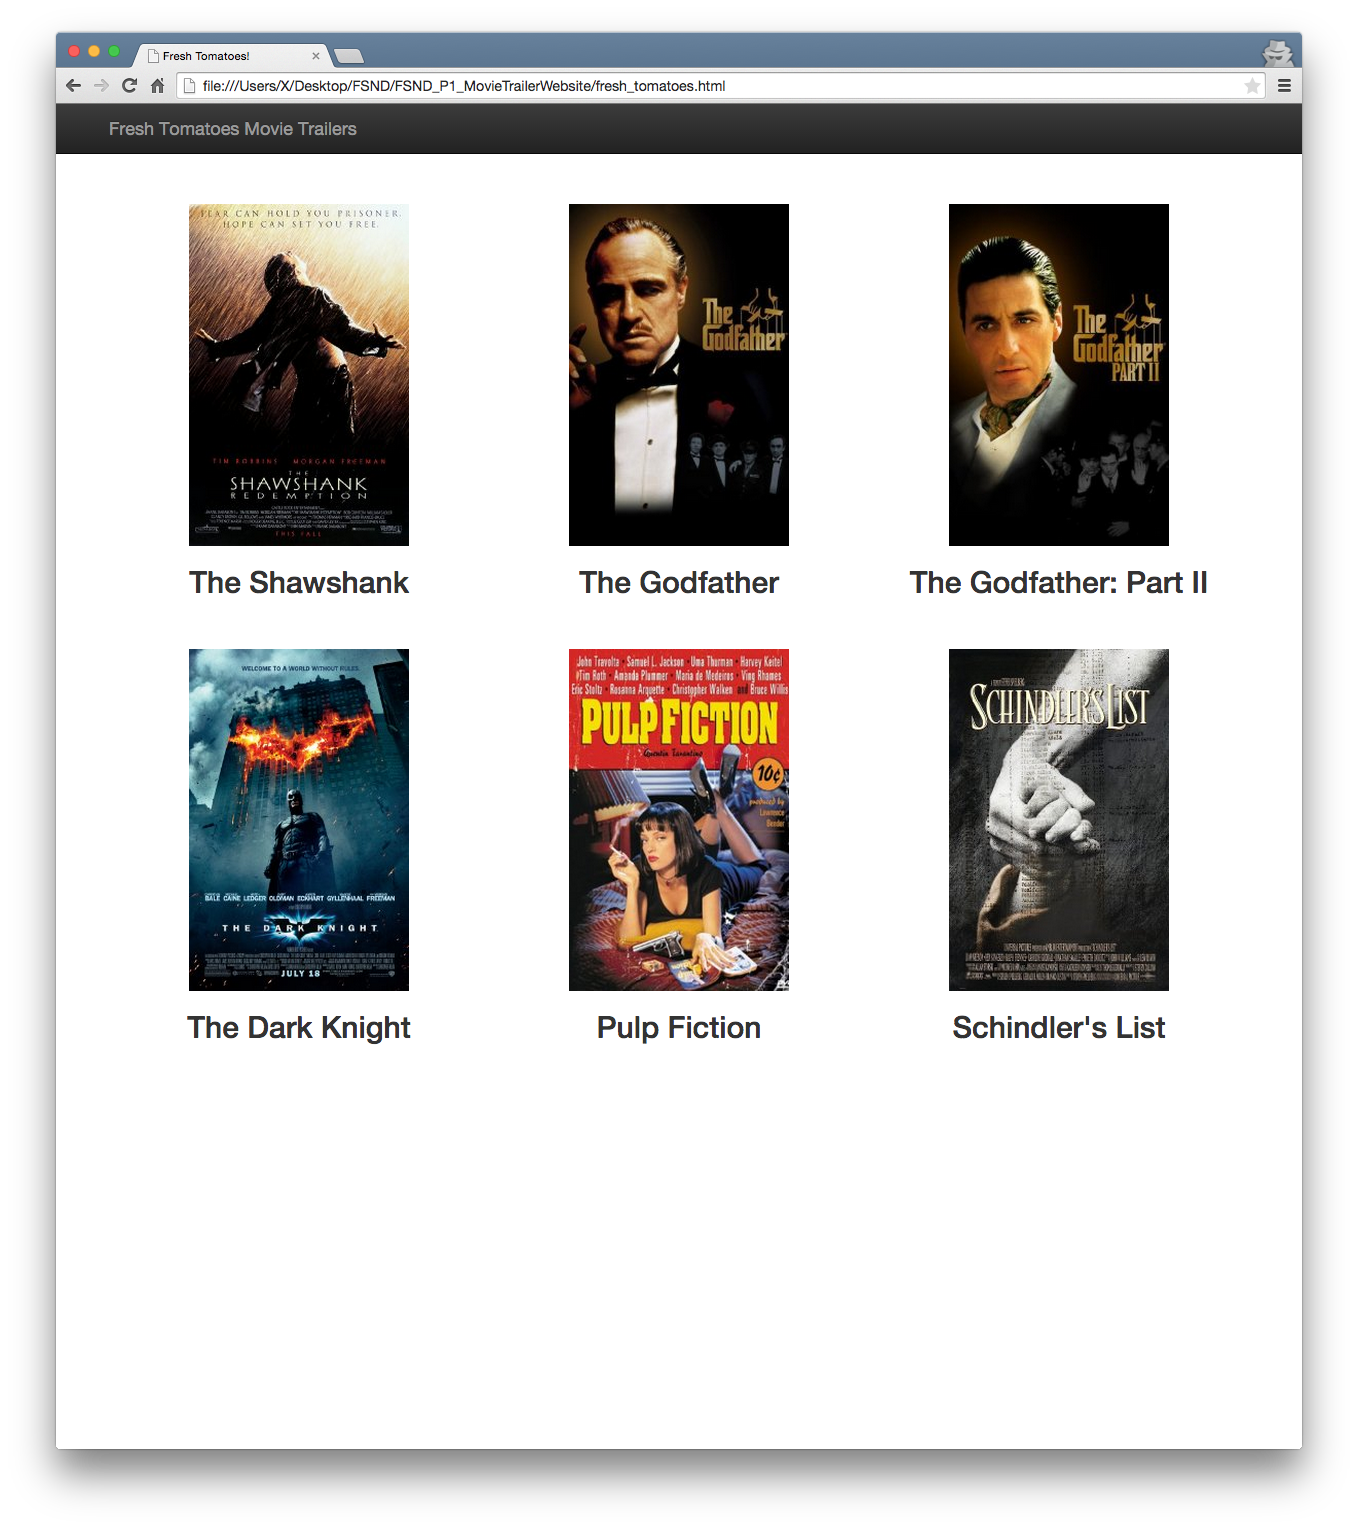 Fresh Tomatoes!
file:///Users/X/Desktop/FSND/FSND_P1_MovieTrailerWebsite/fresh_tomatoes.html
Fresh Tomatoes Movie Trailers
FEAR CAN HOLD YOU PRISONER.
HOPE CAN SET YOU FREE.
TIM ROBBINS MORGAN FREEMAN
THE
SHAWSHANK
REDEMPTION
THIS FALL
The Shawshank
The
Godfather
The Godfather
The
Godfather
PART II
The Godfather: Part II
WELCOME TO A WORLD WITHOUT RULES.
BALE CAINE LEDGER OLDMAN ECKHART GYLLENHAAL FREEMAN
THE DARK KNIGHT
JULY 18
The Dark Knight
John Travolta • Samuel L. Jackson • Uma Thurman • Harvey Keitel
Tim Roth • Amanda Plummer • Maria de Medeiros • Ving Rhames
Eric Stoltz • Rosanna Arquette • Christopher Walken and Bruce Willis
PULP FICTION
Quentin Tarantino
10¢
produced by
Lawrence
Bender
Pulp Fiction
SCHINDLER'S LIST
Schindler's List